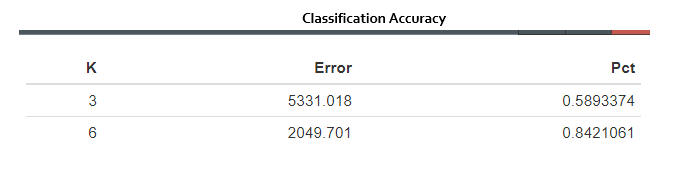 Classification Accuracy
K Error Pct
3 5331.018 0.5893374
6 2049.701 0.8421061